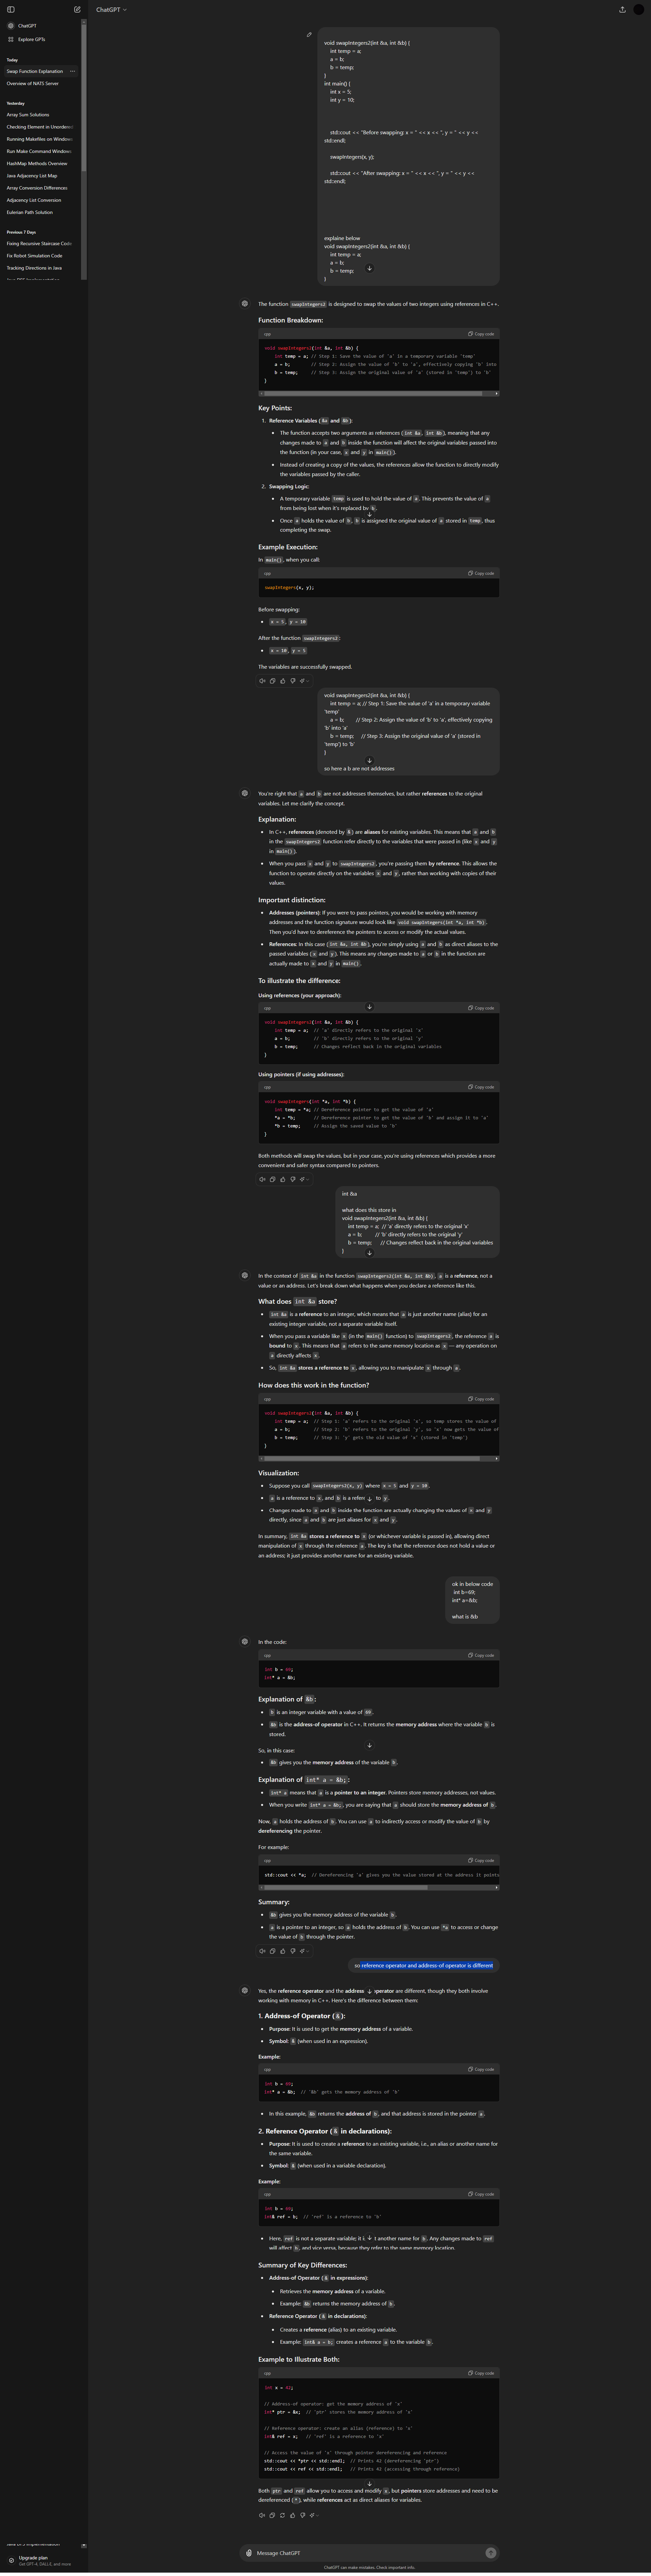 ChatGPT
ChatGPT
Explore GPTs
Today
Swap Function Explanation
Overview of NATS Server
Yesterday
Array Sum Solutions
Checking Element in Unordered
Running Makefiles on Windows
Run Make Command Windows
HashMap Methods Overview
Java Adjacency List Map
Array Conversion Differences
Adjacency List Conversion
Eulerian Path Solution
Previous 7 Days
Fixing Recursive Staircase Code
Fix Robot Simulation Code
Tracking Directions in Java
void swapIntegers2(int &a, int &b) {
int temp = a;
a = b;
b = temp;
}
int main() {
int x = 5;
int y = 10;
std::cout << "Before swapping: x = " << x << ", y = " << y <<
std::endl;
swapIntegers(x, y);
std::cout << "After swapping: x = " << x << ", y = " << y <<
std::endl;
explaine below
void swapIntegers2(int &a, int &b) {
int temp = a;
a = b;
b = temp;
}
The function swapIntegers2 is designed to swap the values of two integers using references in C++.
Function Breakdown:
cpp
Copy code
void swapIntegers2(int &a, int &b) {
int temp = a; // Step 1: Save the value of 'a' in a temporary variable 'temp'
a = b; // Step 2: Assign the value of 'b' to 'a', effectively copying 'b' into
b = temp; // Step 3: Assign the original value of 'a' (stored in 'temp') to 'b'
}
Key Points:
1. Reference Variables (&a and &b):
• The function accepts two arguments as references (int &a, int &b), meaning that any
changes made to a and b inside the function will affect the original variables passed into
the function (in your case, x and y in main()).
• Instead of creating a copy of the values, the references allow the function to directly modify
the variables passed by the caller.
2. Swapping Logic:
• A temporary variable temp is used to hold the value of a. This prevents the value of a
from being lost when it's replaced by b.
• Once a holds the value of b, b is assigned the original value of a stored in temp, thus
completing the swap.
Example Execution:
In main(), when you call:
cpp
Copy code
swapIntegers(x, y);
Before swapping:
• x = 5, y = 10
After the function swapIntegers2:
• x = 10, y = 5
The variables are successfully swapped.
void swapIntegers2(int &a, int &b) {
int temp = a; // Step 1: Save the value of 'a' in a temporary variable
'temp'
a = b; // Step 2: Assign the value of 'b' to 'a', effectively copying
'b' into 'a'
b = temp; // Step 3: Assign the original value of 'a' (stored in
'temp') to 'b'
}
so here a b are not addresses
You're right that a and b are not addresses themselves, but rather references to the original
variables. Let me clarify the concept.
Explanation:
• In C++, references (denoted by &) are aliases for existing variables. This means that a and b
in the swapIntegers2 function refer directly to the variables that were passed in (like x and y
in main()).
• When you pass x and y to swapIntegers2, you're passing them by reference. This allows the
function to operate directly on the variables x and y, rather than working with copies of their
values.
Important distinction:
• Addresses (pointers): If you were to pass pointers, you would be working with memory
addresses and the function signature would look like void swapIntegers(int *a, int *b).
Then you'd have to dereference the pointers to access or modify the actual values.
• References: In this case (int &a, int &b), you're simply using a and b as direct aliases to the
passed variables (x and y). This means any changes made to a or b in the function are
actually made to x and y in main().
To illustrate the difference:
Using references (your approach):
cpp
Copy code
void swapIntegers2(int &a, int &b) {
int temp = a; // 'a' directly refers to the original 'x'
a = b; // 'b' directly refers to the original 'y'
b = temp; // Changes reflect back in the original variables
}
Using pointers (if using addresses):
cpp
Copy code
void swapIntegers(int *a, int *b) {
int temp = *a; // Dereference pointer to get the value of 'a'
*a = *b; // Dereference pointer to get the value of 'b' and assign it to 'a'
*b = temp; // Assign the saved value to 'b'
}
Both methods will swap the values, but in your case, you're using references which provides a more
convenient and safer syntax compared to pointers.
int &a
what does this store in
void swapIntegers2(int &a, int &b) {
int temp = a; // 'a' directly refers to the original 'x'
a = b; // 'b' directly refers to the original 'y'
b = temp; // Changes reflect back in the original variables
}
In the context of int &a in the function swapIntegers2(int &a, int &b), a is a reference, not a
value or an address. Let's break down what happens when you declare a reference like this.
What does int &a store?
• int &a is a reference to an integer, which means that a is just another name (alias) for an
existing integer variable, not a separate variable itself.
• When you pass a variable like x (in the main() function) to swapIntegers2, the reference a is
bound to x. This means that a refers to the same memory location as x — any operation on
a directly affects x.
• So, int &a stores a reference to x, allowing you to manipulate x through a.
How does this work in the function?
cpp
Copy code
void swapIntegers2(int &a, int &b) {
int temp = a; // Step 1: 'a' refers to the original 'x', so temp stores the value of
a = b; // Step 2: 'b' refers to the original 'y', so 'x' now gets the value of
b = temp; // Step 3: 'y' gets the old value of 'x' (stored in 'temp')
}
Visualization:
• Suppose you call swapIntegers2(x, y) where x = 5 and y = 10.
• a is a reference to x, and b is a refere to y.
• Changes made to a and b inside the function are actually changing the values of x and y
directly, since a and b are just aliases for x and y.
In summary, int &a stores a reference to x (or whichever variable is passed in), allowing direct
manipulation of x through the reference a. The key is that the reference does not hold a value or
an address; it just provides another name for an existing variable.
ok in below code
int b=69;
int* a=&b;
what is &b
In the code:
cpp
Copy code
int b = 69;
int* a = &b;
Explanation of &b:
• b is an integer variable with a value of 69.
• &b is the address-of operator in C++. It returns the memory address where the variable b is
stored.
So, in this case:
• &b gives you the memory address of the variable b.
Explanation of int* a = &b;:
• int* a means that a is a pointer to an integer. Pointers store memory addresses, not values.
• When you write int* a = &b;, you are saying that a should store the memory address of b.
Now, a holds the address of b. You can use a to indirectly access or modify the value of b by
dereferencing the pointer.
For example:
cpp
Copy code
std::cout << *a; // Dereferencing 'a' gives you the value stored at the address it points
Summary:
• &b gives you the memory address of the variable b.
• a is a pointer to an integer, so a holds the address of b. You can use *a to access or change
the value of b through the pointer.
so reference operator and address-of operator is different
Yes, the reference operator and the address operator are different, though they both involve
working with memory in C++. Here's the difference between them:
1. Address-of Operator (&):
• Purpose: It is used to get the memory address of a variable.
• Symbol: & (when used in an expression).
Example:
cpp
Copy code
int b = 69;
int* a = &b; // '&b' gets the memory address of 'b'
• In this example, &b returns the address of b, and that address is stored in the pointer a.
2. Reference Operator (& in declarations):
• Purpose: It is used to create a reference to an existing variable, i.e., an alias or another name for
the same variable.
• Symbol: & (when used in a variable declaration).
Example:
cpp
Copy code
int b = 69;
int& ref = b; // 'ref' is a reference to 'b'
• Here, ref is not a separate variable; it i t another name for b. Any changes made to ref
will affect b, and vice versa, because they refer to the same memory location.
Summary of Key Differences:
• Address-of Operator (& in expressions):
• Retrieves the memory address of a variable.
• Example: &b returns the memory address of b.
• Reference Operator (& in declarations):
• Creates a reference (alias) to an existing variable.
• Example: int& a = b; creates a reference a to the variable b.
Example to Illustrate Both:
cpp
Copy code
int x = 42;
// Address-of operator: get the memory address of 'x'
int* ptr = &x; // 'ptr' stores the memory address of 'x'
// Reference operator: create an alias (reference) to 'x'
int& ref = x; // 'ref' is a reference to 'x'
// Access the value of 'x' through pointer dereferencing and reference
std::cout << *ptr << std::endl; // Prints 42 (dereferencing 'ptr')
std::cout << ref << std::endl; // Prints 42 (accessing through reference)
Both ptr and ref allow you to access and modify x, but pointers store addresses and need to be
dereferenced (*), while references act as direct aliases for variables.
Upgrade plan
Get GPT-4, DALL·E, and more
Message ChatGPT
ChatGPT can make mistakes. Check important info.